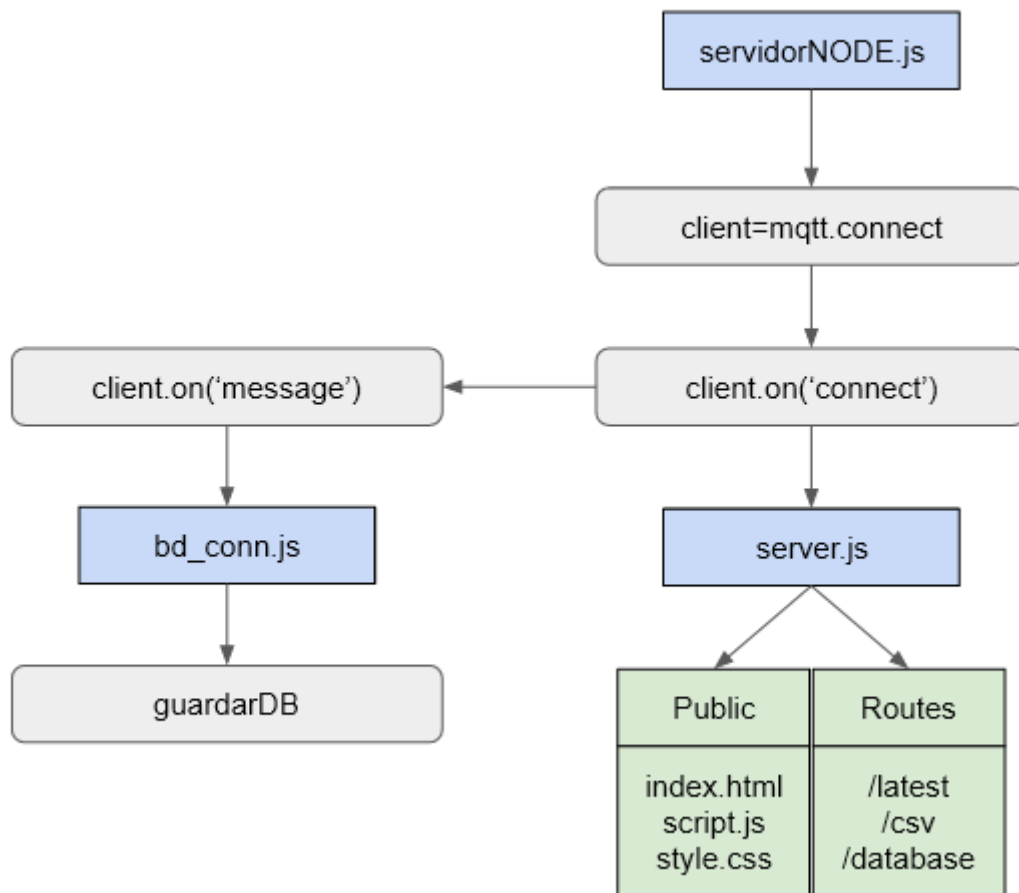 servidorNODE.js
client=mqtt.connect
client.on(‘message’)
client.on(‘connect’)
bd_conn.js
server.js
guardarDB
Public
Routes
index.html
script.js
style.css
/latest
/csv
/database